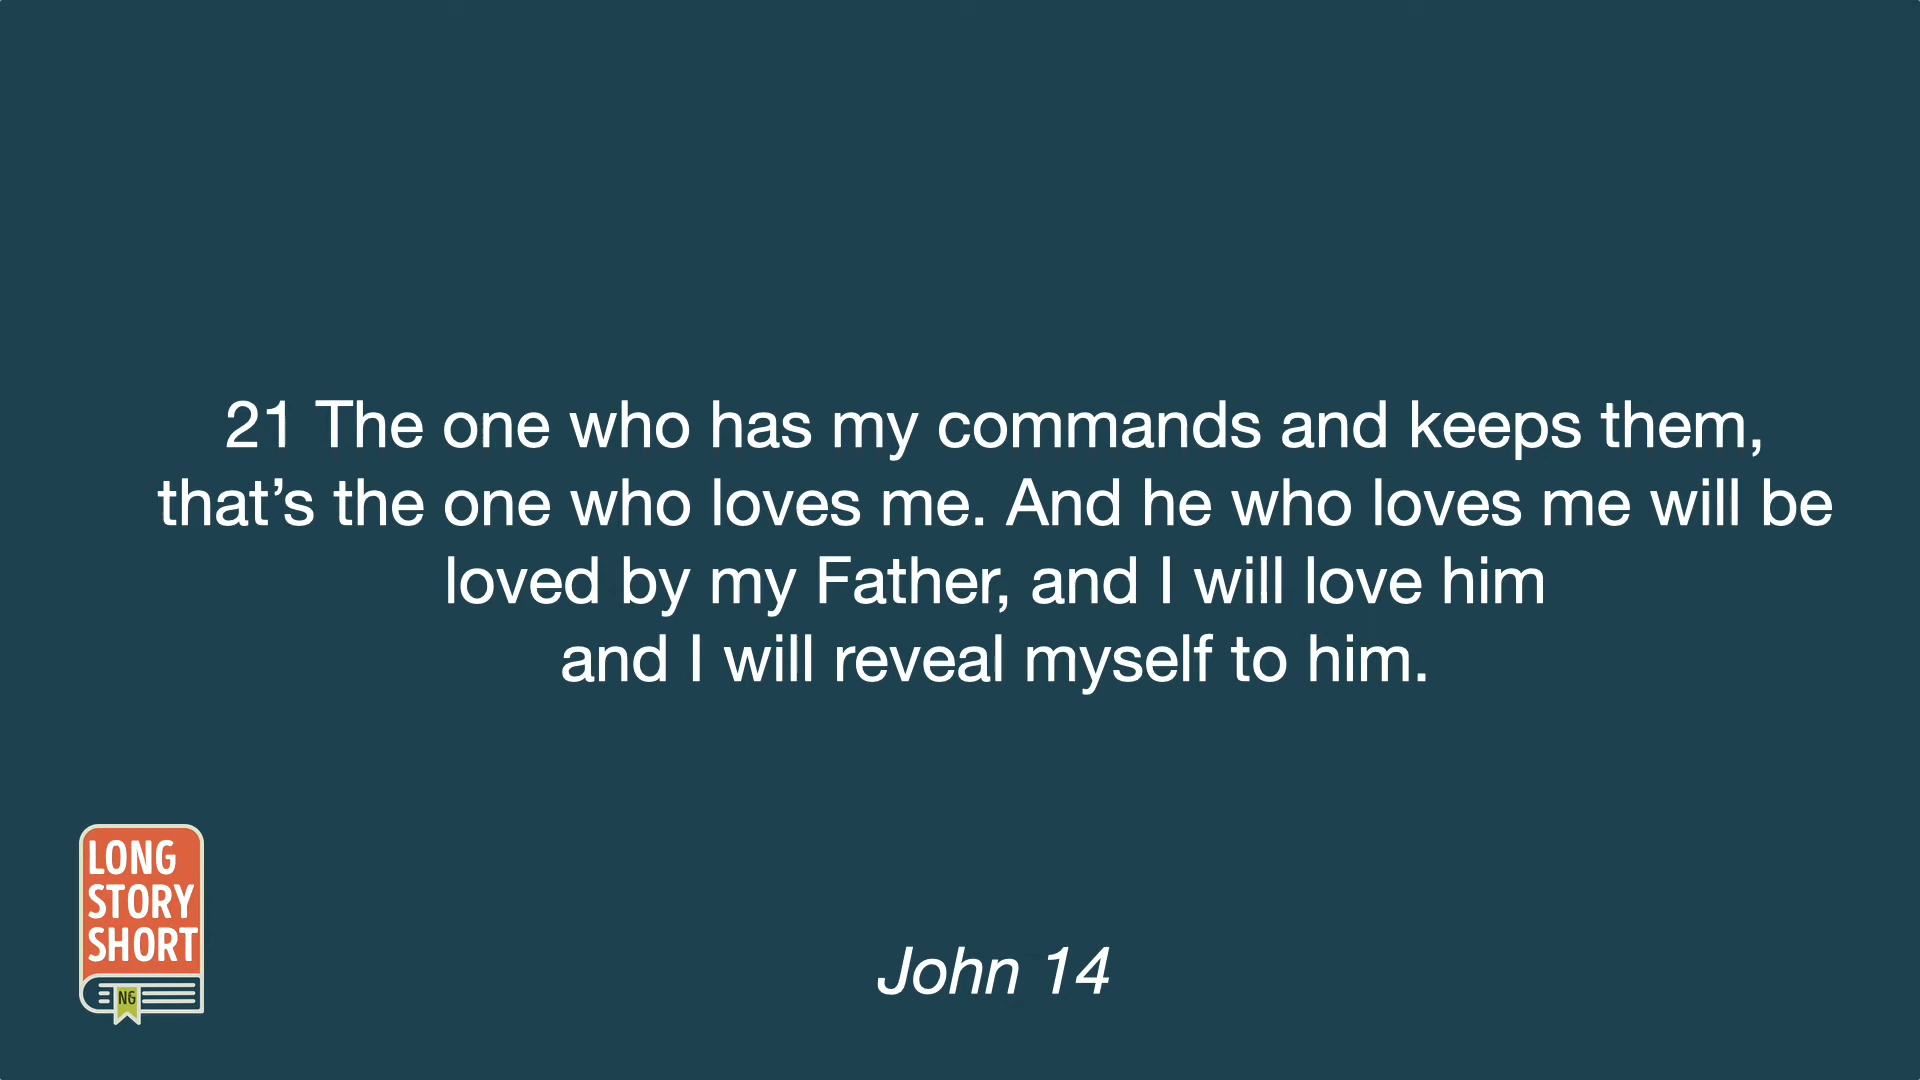 21 The one who has my commands and keeps them,
that’s the one who loves me. And he who loves me will be
loved by my Father, and I will love him
and I will reveal myself to him.
LONG
STORY
SHORT
NG
John 14